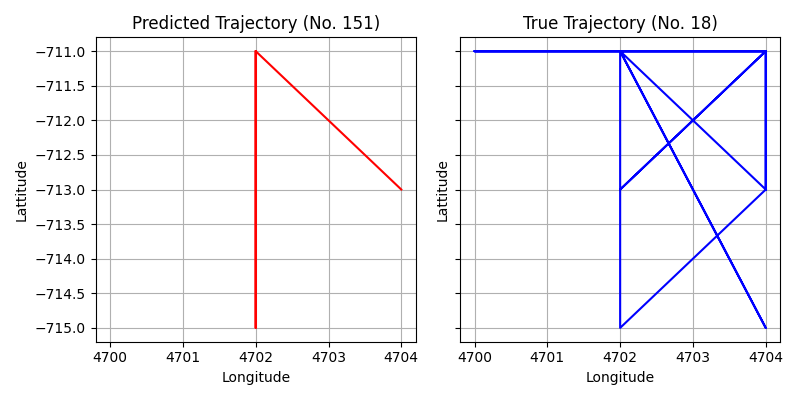 Predicted Trajectory (No. 151)
True Trajectory (No. 18)
−711.0
−711.5
−712.0
−712.5
−713.0
−713.5
−714.0
−714.5
−715.0
Lattitude
Lattitude
4700 4701 4702 4703 4704
4700 4701 4702 4703 4704
Longitude
Longitude